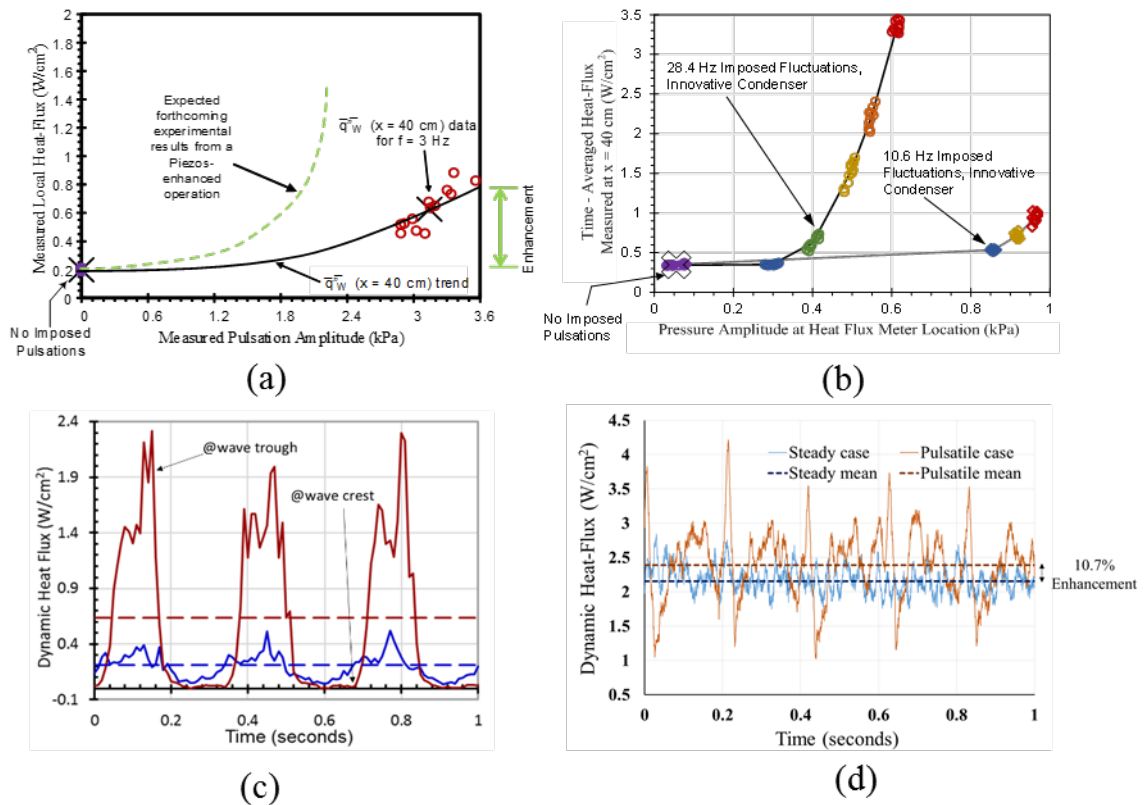 (a)
2
1.8
1.6
1.4
1.2
1
0.8
0.6
0.4
0.2
0
Measured Local Heat-Flux (W/cm²)
Expected
forthcoming
experimental
results from a
Piezos-
enhanced
operation
q̅"W (x = 40 cm) data
for f = 3 Hz
Enhancement
q̅"W (x = 40 cm) trend
0 0.6 1.2 1.8 2.4 3 3.6
No Imposed
Pulsations
Measured Pulsation Amplitude (kPa)
(a)
(b)
3.5
3
2.5
2
1.5
1
0.5
0
Time - Averaged Heat-Flux
Measured at x = 40 cm (W/cm²)
28.4 Hz Imposed Fluctuations,
Innovative Condenser
10.6 Hz Imposed
Fluctuations, Innovative
Condenser
0 0.2 0.4 0.6 0.8 1
No Imposed
Pulsations
Pressure Amplitude at Heat Flux Meter Location (kPa)
(b)
2.4
1.9
1.4
0.9
0.4
-0.1
Dynamic Heat Flux (W/cm²)
@wave trough
@wave crest
0 0.2 0.4 0.6 0.8 1
Time (seconds)
(c)
4.5
4
3.5
3
2.5
2
1.5
1
0.5
Dynamic Heat-Flux (W/cm²)
Steady case Pulsatile case
Steady mean Pulsatile mean
10.7%
Enhancement
0 0.2 0.4 0.6 0.8 1
Time (seconds)
(d)